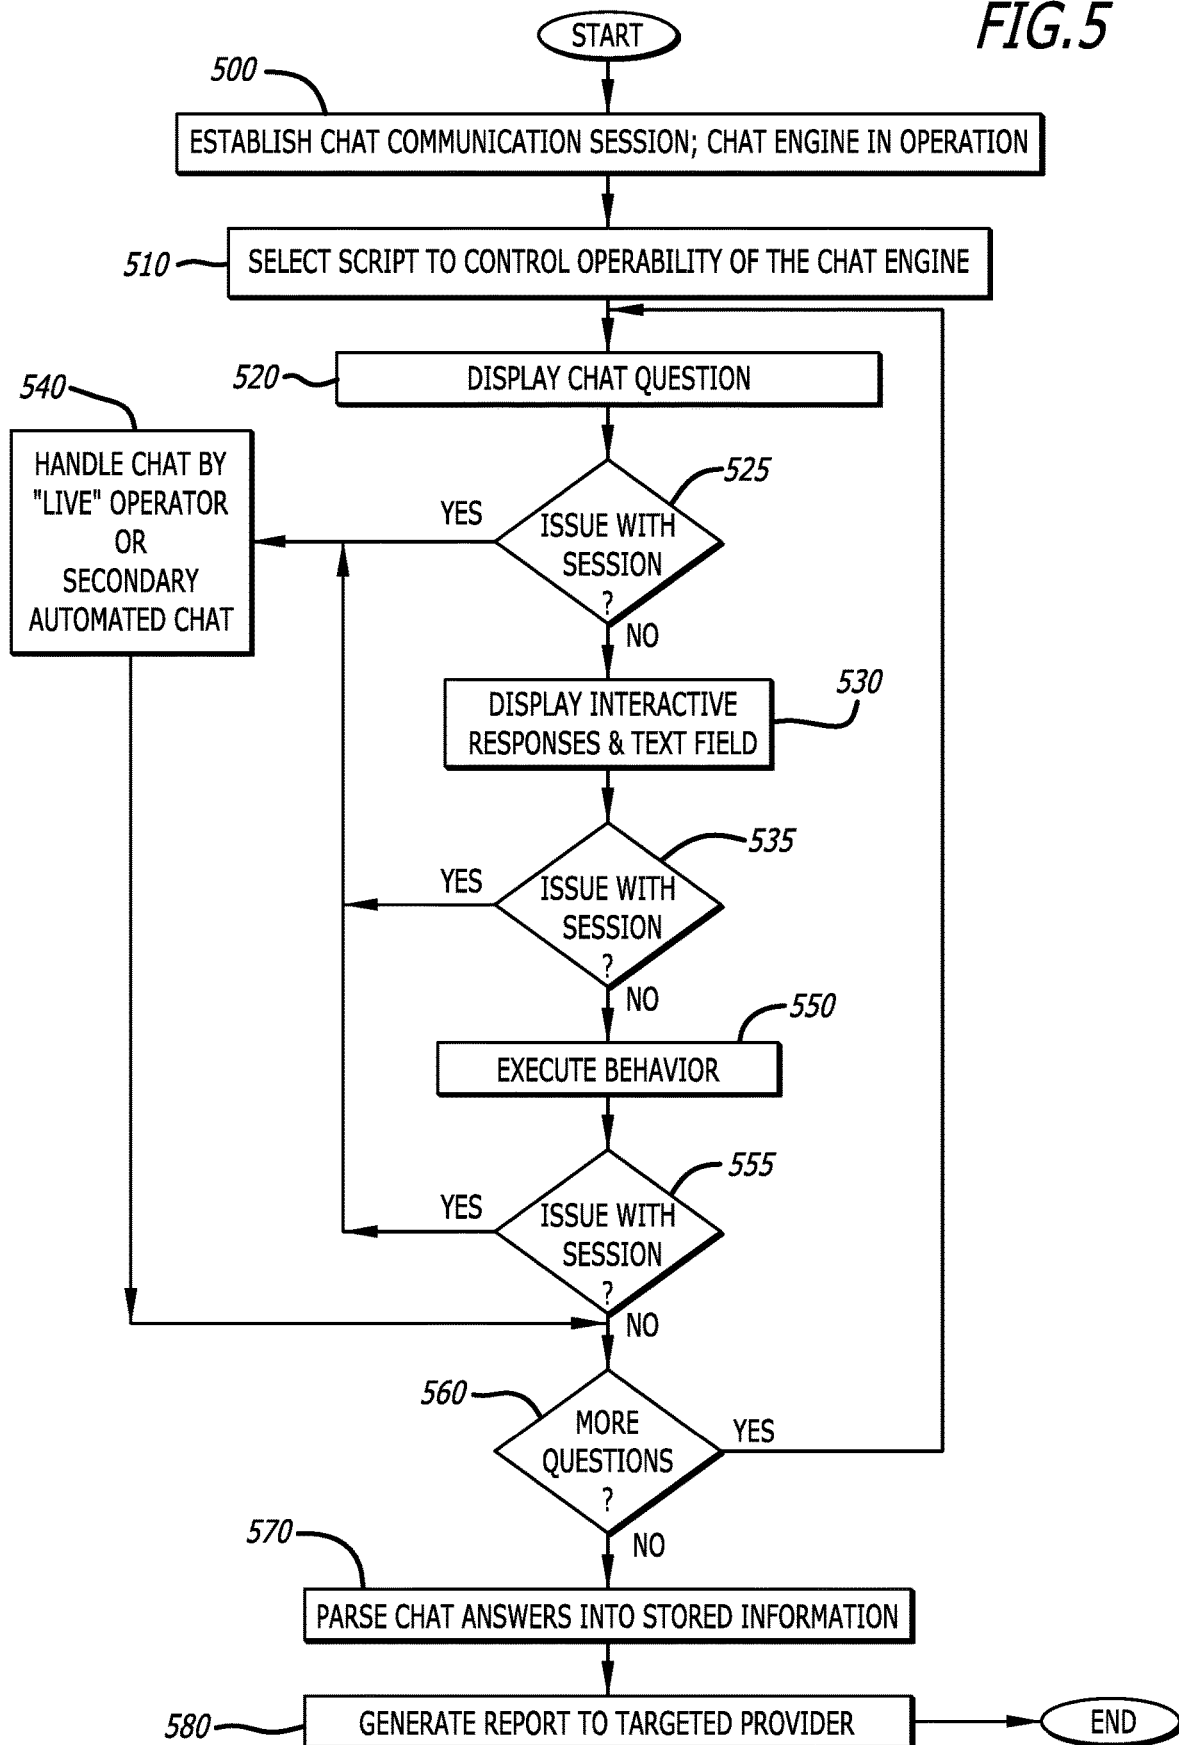 FIG.5
START
500
ESTABLISH CHAT COMMUNICATION SESSION; CHAT ENGINE IN OPERATION
510
SELECT SCRIPT TO CONTROL OPERABILITY OF THE CHAT ENGINE
520
DISPLAY CHAT QUESTION
540
HANDLE CHAT BY
"LIVE" OPERATOR
OR
SECONDARY
AUTOMATED CHAT
525
YES
ISSUE WITH
SESSION
?
NO
530
DISPLAY INTERACTIVE
RESPONSES & TEXT FIELD
535
YES
ISSUE WITH
SESSION
?
NO
550
EXECUTE BEHAVIOR
555
YES
ISSUE WITH
SESSION
?
NO
560
MORE
QUESTIONS
?
YES
NO
570
PARSE CHAT ANSWERS INTO STORED INFORMATION
580
GENERATE REPORT TO TARGETED PROVIDER
END